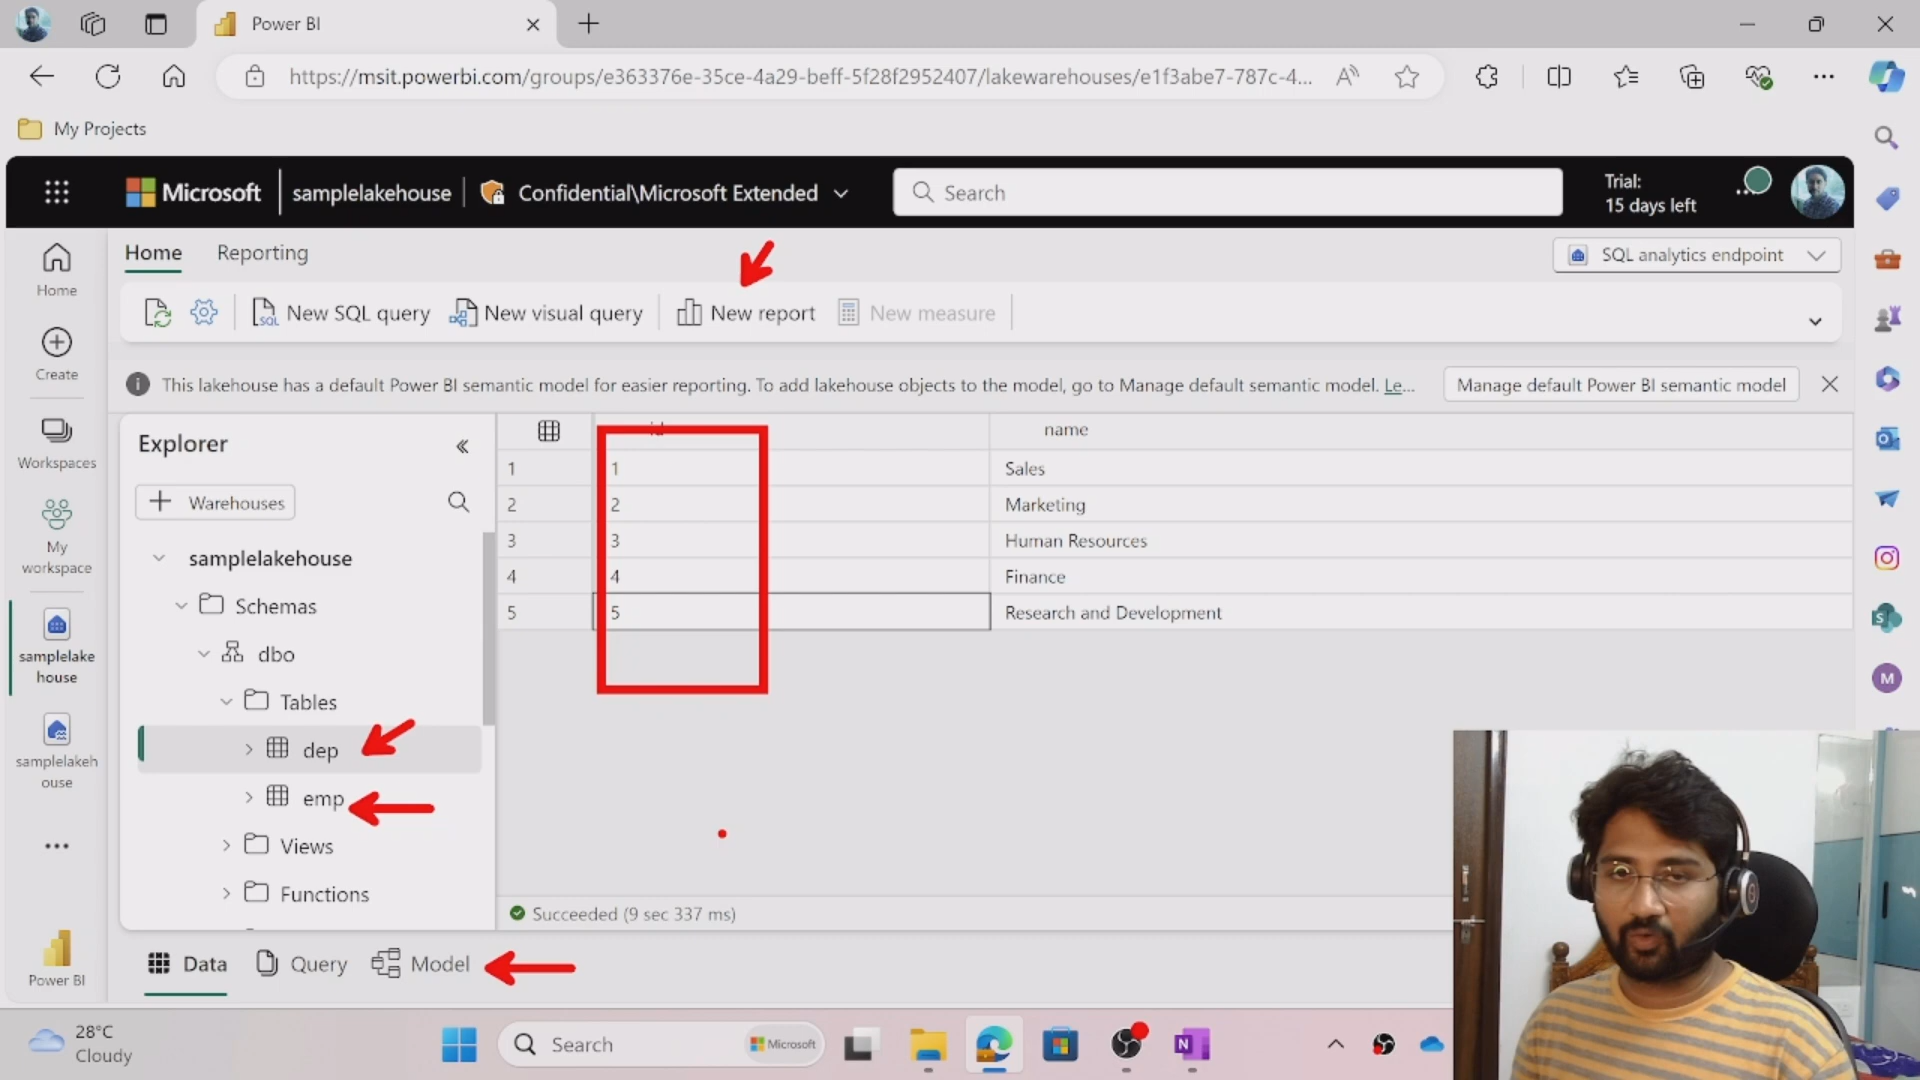 Power BI
https://msit.powerbi.com/groups/e363376e-35ce-4a29-beff-5f28f2952407/lakewarehouses/e1f3abe7-787c-4...
My Projects
Microsoft
samplelakehouse
Confidential\Microsoft Extended
Search
Trial:
15 days left
Home
Reporting
SQL analytics endpoint
New SQL query
New visual query
New report
New measure
This lakehouse has a default Power BI semantic model for easier reporting. To add lakehouse objects to the model, go to Manage default semantic model. Le...
Manage default Power BI semantic model
Home
Create
Workspaces
My
workspace
samplelake
house
samplelakeh
ouse
Power BI
Explorer
Warehouses
samplelakehouse
Schemas
dbo
Tables
dep
emp
Views
Functions
id
name
1 1 Sales
2 2 Marketing
3 3 Human Resources
4 4 Finance
5 5 Research and Development
Succeeded (9 sec 337 ms)
Data
Query
Model
M
28°C
Cloudy
Search
Microsoft